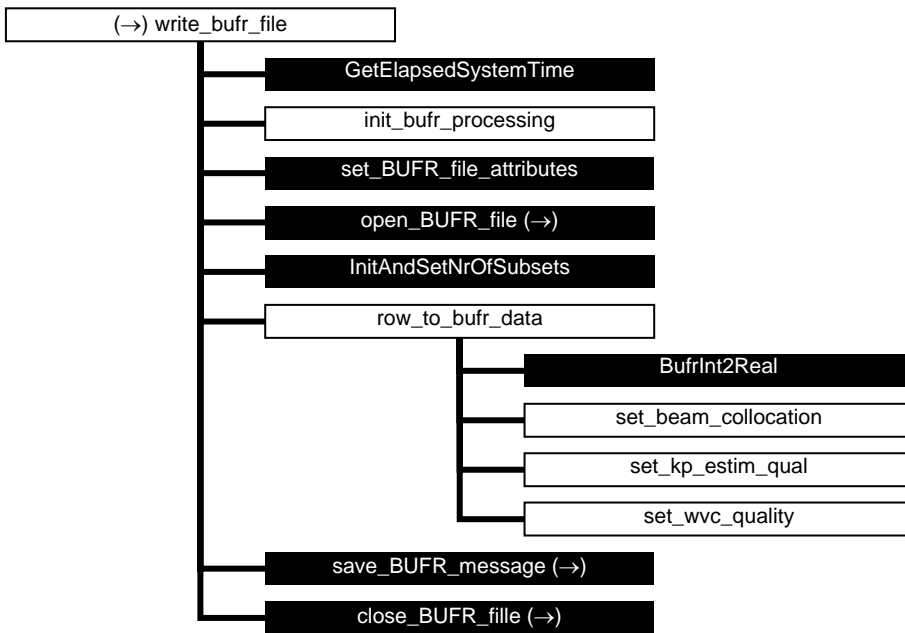 (→) write_bufr_file
GetElapsedSystemTime
init_bufr_processing
set_BUFR_file_attributes
open_BUFR_file (→)
InitAndSetNrOfSubsets
row_to_bufr_data
BufrInt2Real
set_beam_collocation
set_kp_estim_qual
set_wvc_quality
save_BUFR_message (→)
close_BUFR_fille (→)